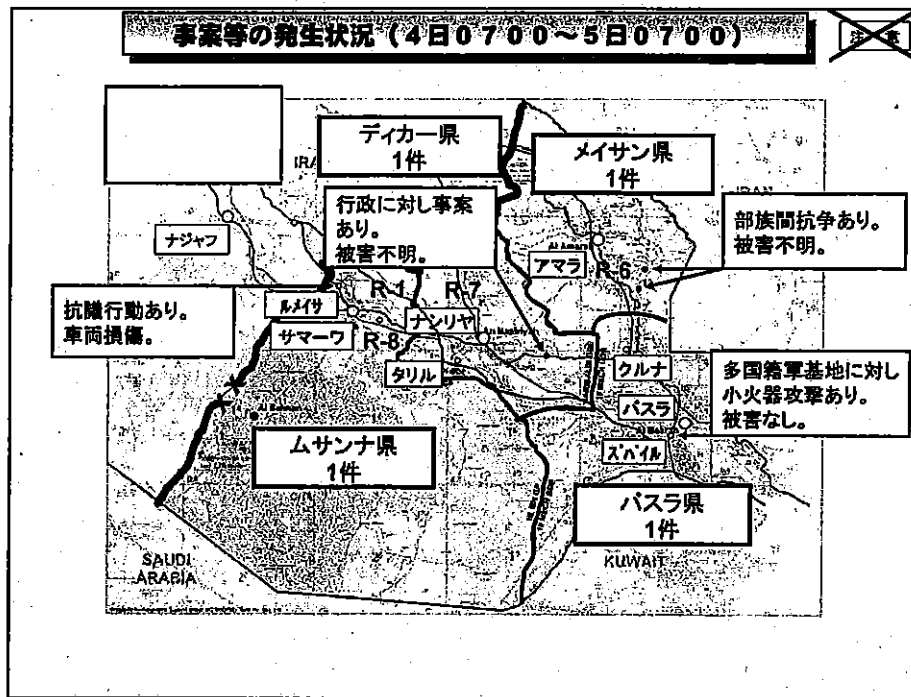 事案等の発生状況（4日0700～5日0700）
注意
ディカー県
1件
メイサン県
1件
行政に対し事案
あり。
被害不明。
部族間抗争あり。
被害不明。
ナジャフ
アマラ
R-6
抗議行動あり。
車両損傷。
ルメイサ
R-1
R-7
ナシリヤ
サマーワ
R-8
タリル
クルナ
多国籍軍基地に対し
小火器攻撃あり。
被害なし。
バスラ
ズバイル
ムサンナ県
1件
バスラ県
1件
SAUDI
ARABIA
KUWAIT